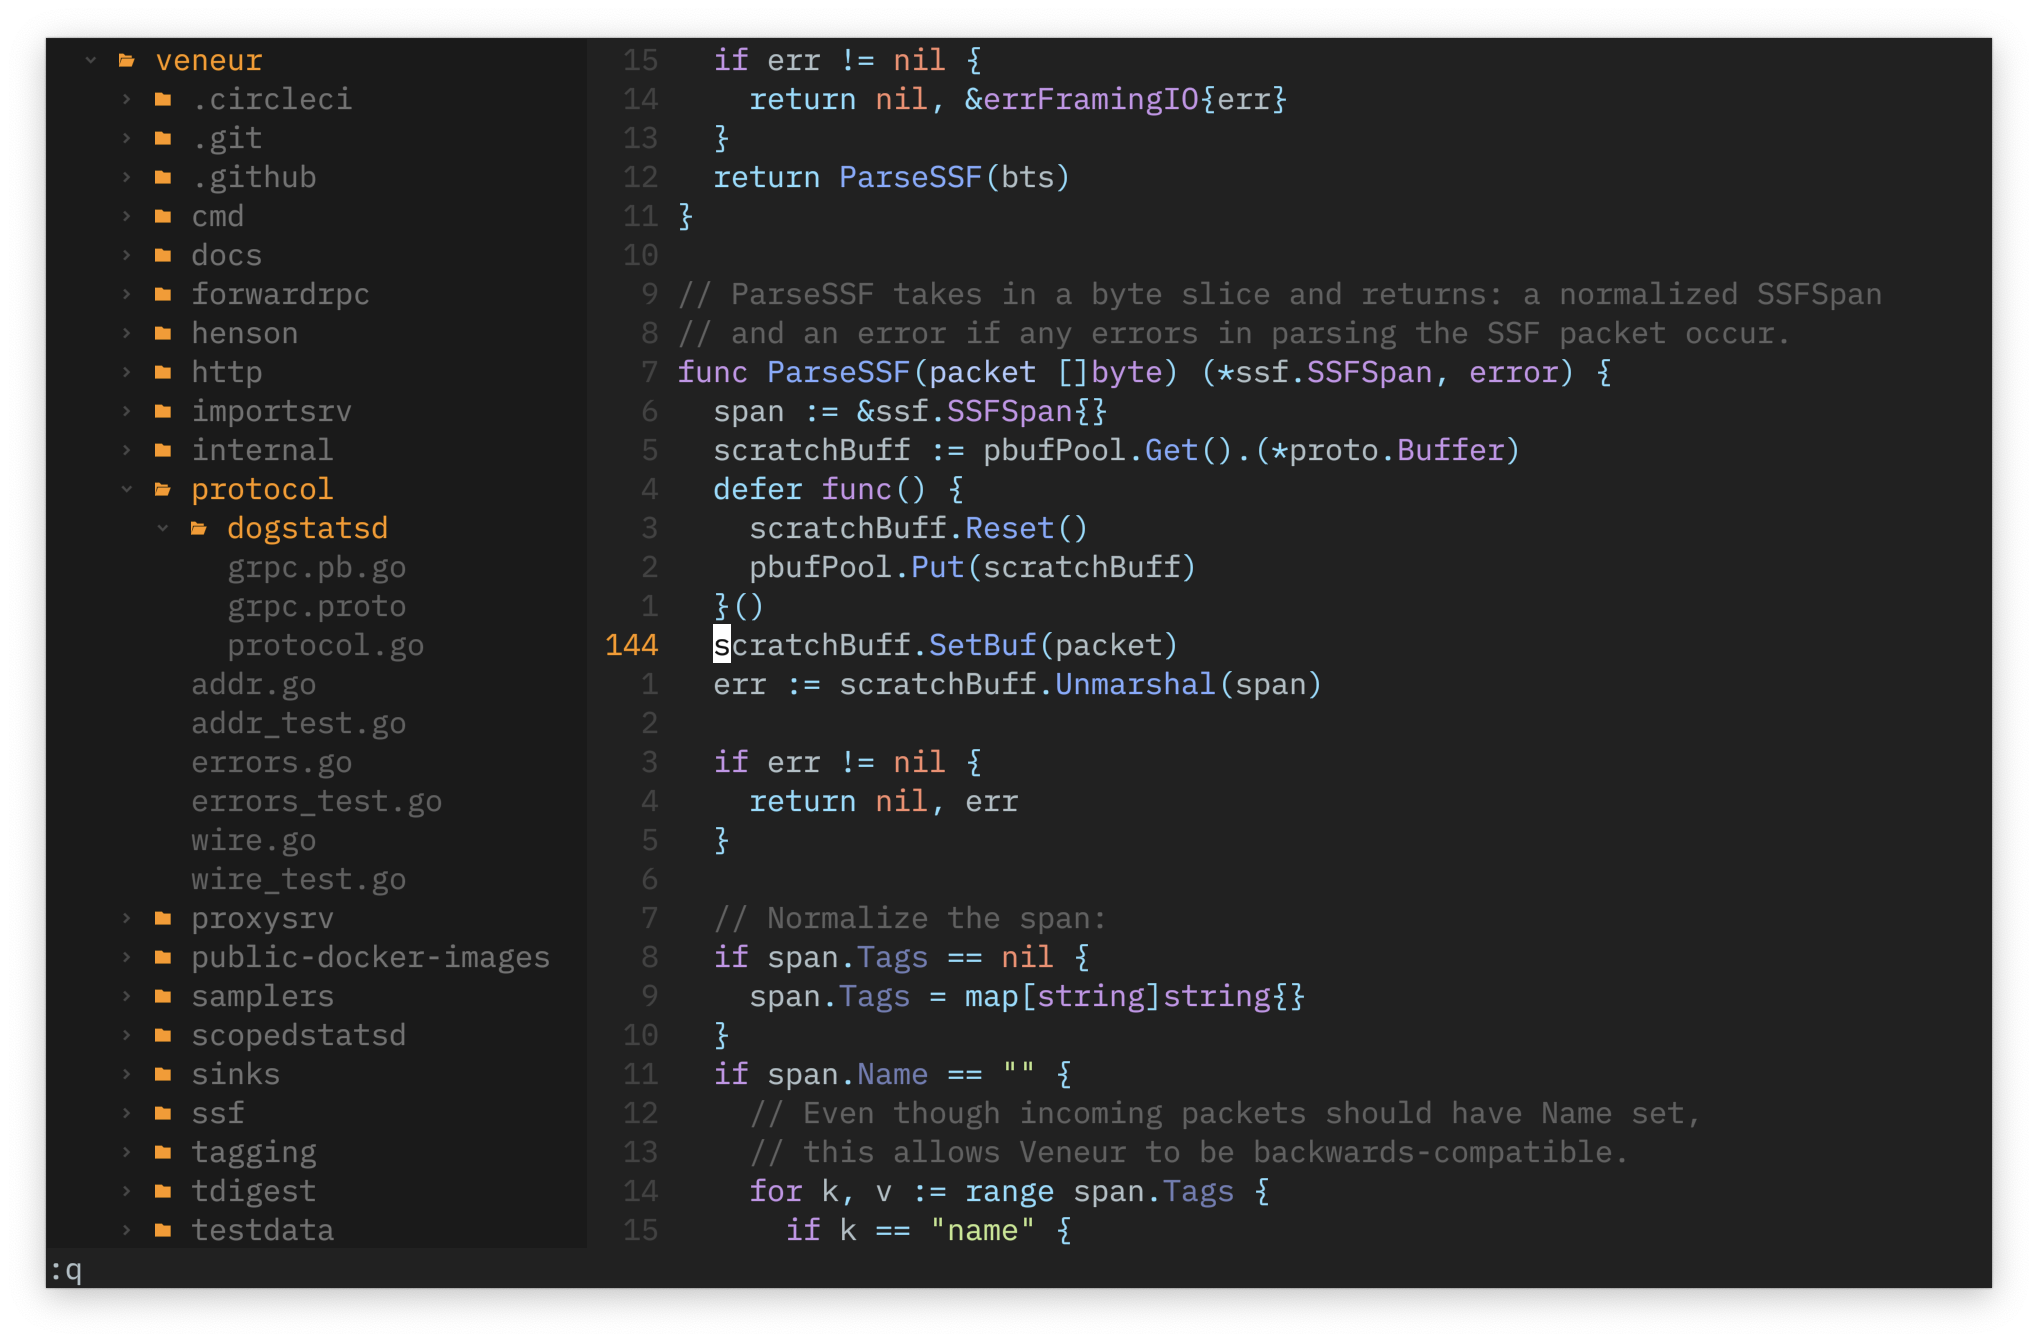 veneur
.circleci
.git
.github
cmd
docs
forwardrpc
henson
http
importsrv
internal
protocol
dogstatsd
grpc.pb.go
grpc.proto
protocol.go
addr.go
addr_test.go
errors.go
errors_test.go
wire.go
wire_test.go
proxysrv
public-docker-images
samplers
scopedstatsd
sinks
ssf
tagging
tdigest
testdata
15   if err != nil {
14     return nil, &errFramingIO{err}
13   }
12   return ParseSSF(bts)
11 }
10
9 // ParseSSF takes in a byte slice and returns: a normalized SSFSpan
8 // and an error if any errors in parsing the SSF packet occur.
7 func ParseSSF(packet []byte) (*ssf.SSFSpan, error) {
6   span := &ssf.SSFSpan{}
5   scratchBuff := pbufPool.Get().(*proto.Buffer)
4   defer func() {
3     scratchBuff.Reset()
2     pbufPool.Put(scratchBuff)
1   }()
144   scratchBuff.SetBuf(packet)
1   err := scratchBuff.Unmarshal(span)
2
3   if err != nil {
4     return nil, err
5   }
6
7   // Normalize the span:
8   if span.Tags == nil {
9     span.Tags = map[string]string{}
10   }
11   if span.Name == "" {
12     // Even though incoming packets should have Name set,
13     // this allows Veneur to be backwards-compatible.
14     for k, v := range span.Tags {
15       if k == "name" {
:q